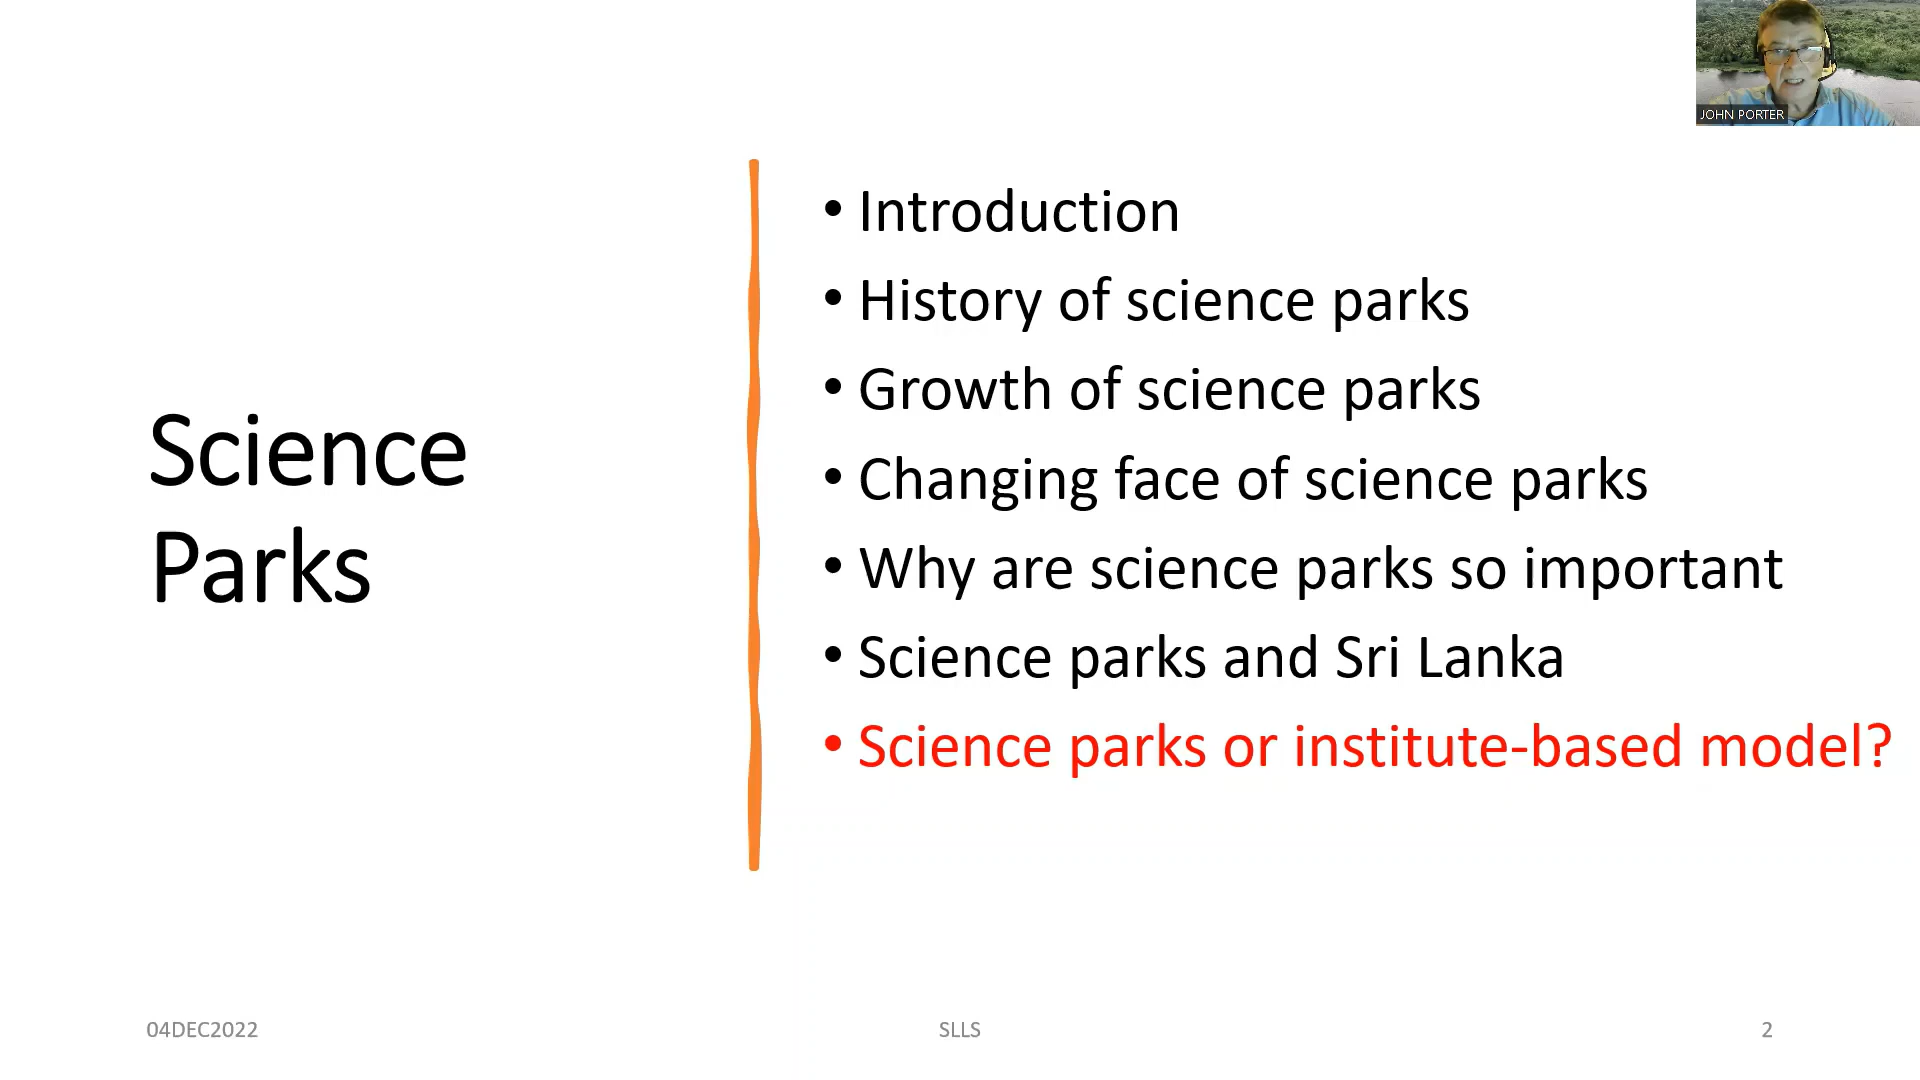 JOHN PORTER
Science
Parks
• Introduction
• History of science parks
• Growth of science parks
• Changing face of science parks
• Why are science parks so important
• Science parks and Sri Lanka
• Science parks or institute-based model?
04DEC2022
SLLS
2